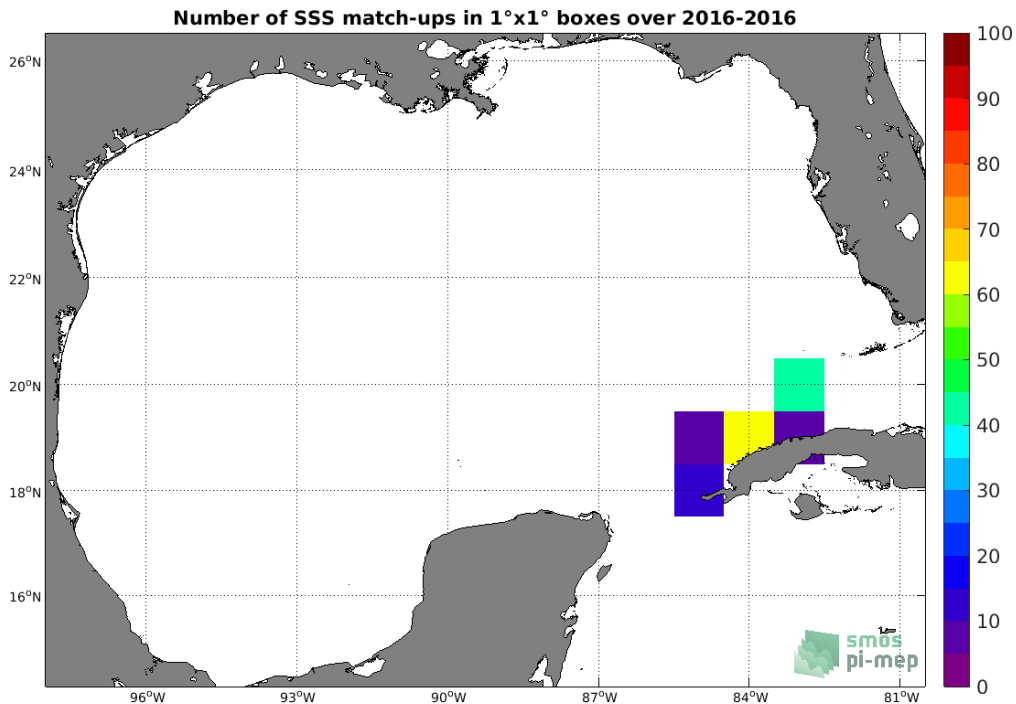 Number of SSS match-ups in 1°x1° boxes over 2016-2016
26°N
24°N
22°N
20°N
18°N
16°N
96°W
93°W
90°W
87°W
84°W
81°W
100
90
80
70
60
50
40
30
20
10
0
smos
pi-mep